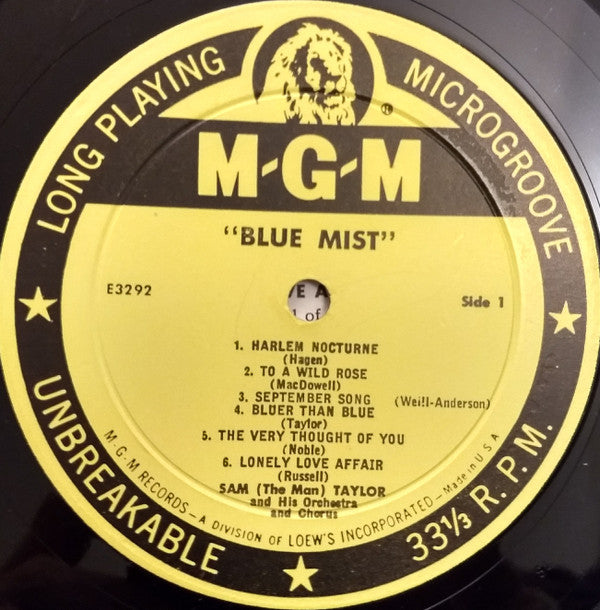 LONG PLAYING MICROGROOVE
®
M-G-M
"BLUE MIST"
E3292
Side 1
VE A
1 of
1. HARLEM NOCTURNE
(Hagen)
2. TO A WILD ROSE
(MacDowell)
3. SEPTEMBER SONG (Weill-Anderson)
4. BLUER THAN BLUE
(Taylor)
5. THE VERY THOUGHT OF YOU
(Noble)
6. LONELY LOVE AFFAIR
(Russell)
SAM (The Man) TAYLOR
and His Orchestra
and Chorus
M-G-M RECORDS — A DIVISION OF LOEW'S INCORPORATED — Made in U.S.A
UNBREAKABLE 33⅓ R.P.M.